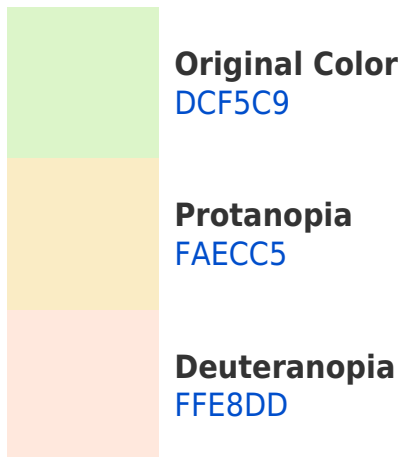 Original Color
DCF5C9
Protanopia
FAECC5
Deuteranopia
FFE8DD